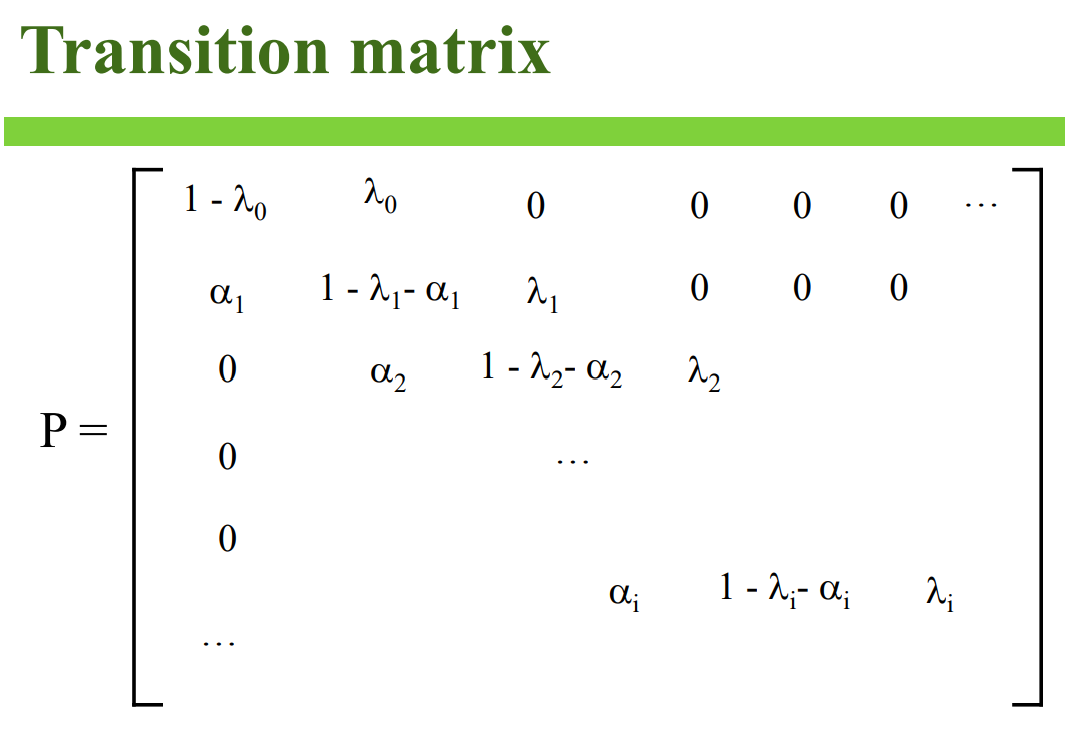 Transition matrix
1 - λ₀ λ₀ 0 0 0 0 ...
α₁ 1 - λ₁- α₁ λ₁ 0 0 0
0 α₂ 1 - λ₂- α₂ λ₂
P =
0 ...
0
αᵢ 1 - λᵢ- αᵢ λᵢ
...